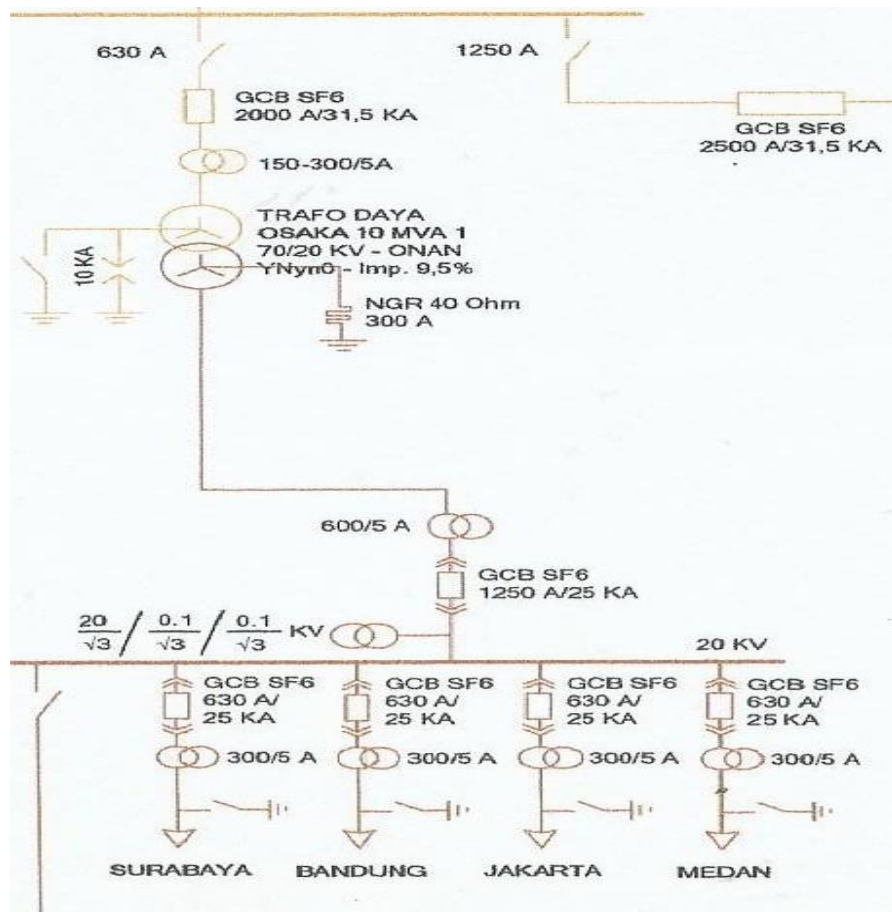 630 A
1250 A
GCB SF6
2000 A/31,5 KA
GCB SF6
2500 A/31,5 KA
150-300/5A
TRAFO DAYA
OSAKA 10 MVA 1
70/20 KV - ONAN
YNyn0 - Imp. 9,5%
10 KA
NGR 40 Ohm
300 A
600/5 A
GCB SF6
1250 A/25 KA
20/√3 / 0.1/√3 / 0.1/√3 KV
20 KV
GCB SF6
630 A/
25 KA
GCB SF6
630 A/
25 KA
GCB SF6
630 A/
25 KA
GCB SF6
630 A/
25 KA
300/5 A
300/5 A
300/5 A
300/5 A
SURABAYA
BANDUNG
JAKARTA
MEDAN